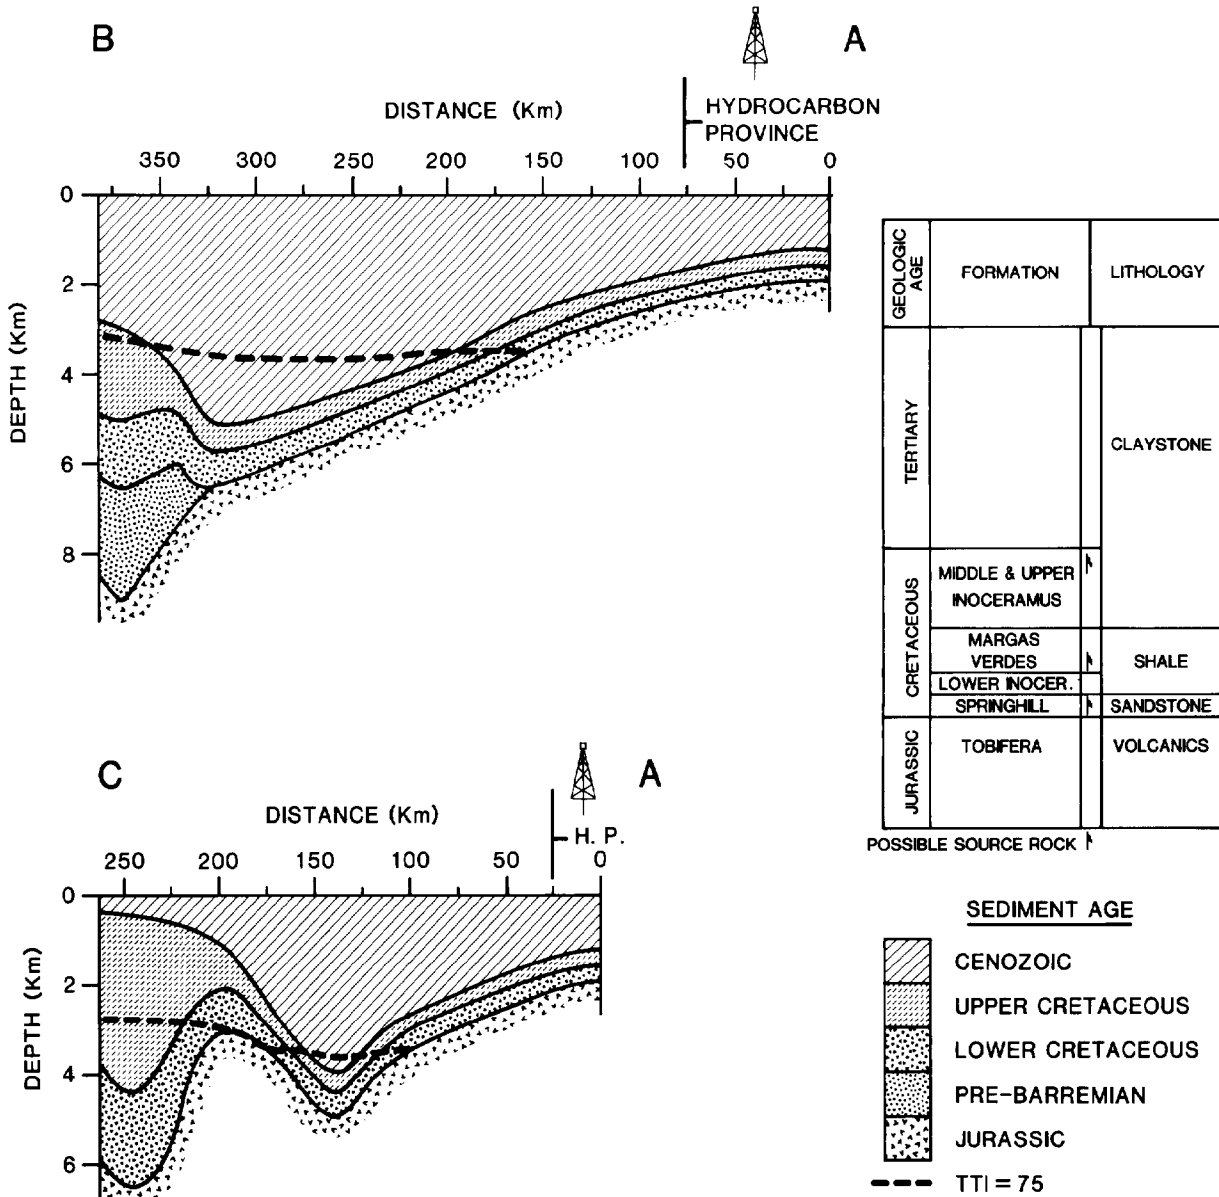 B
A
DISTANCE (Km)
HYDROCARBON
PROVINCE
350 300 250 200 150 100 50 0
0
2
4
6
8
DEPTH (Km)
GEOLOGIC
AGE
FORMATION
LITHOLOGY
TERTIARY
CLAYSTONE
CRETACEOUS
MIDDLE & UPPER
INOCERAMUS
MARGAS
VERDES
SHALE
LOWER INOCER.
SPRINGHILL
SANDSTONE
JURASSIC
TOBIFERA
VOLCANICS
POSSIBLE SOURCE ROCK
C
A
DISTANCE (Km)
H. P.
250 200 150 100 50 0
0
2
4
6
DEPTH (Km)
SEDIMENT AGE
CENOZOIC
UPPER CRETACEOUS
LOWER CRETACEOUS
PRE-BARREMIAN
JURASSIC
TTI = 75